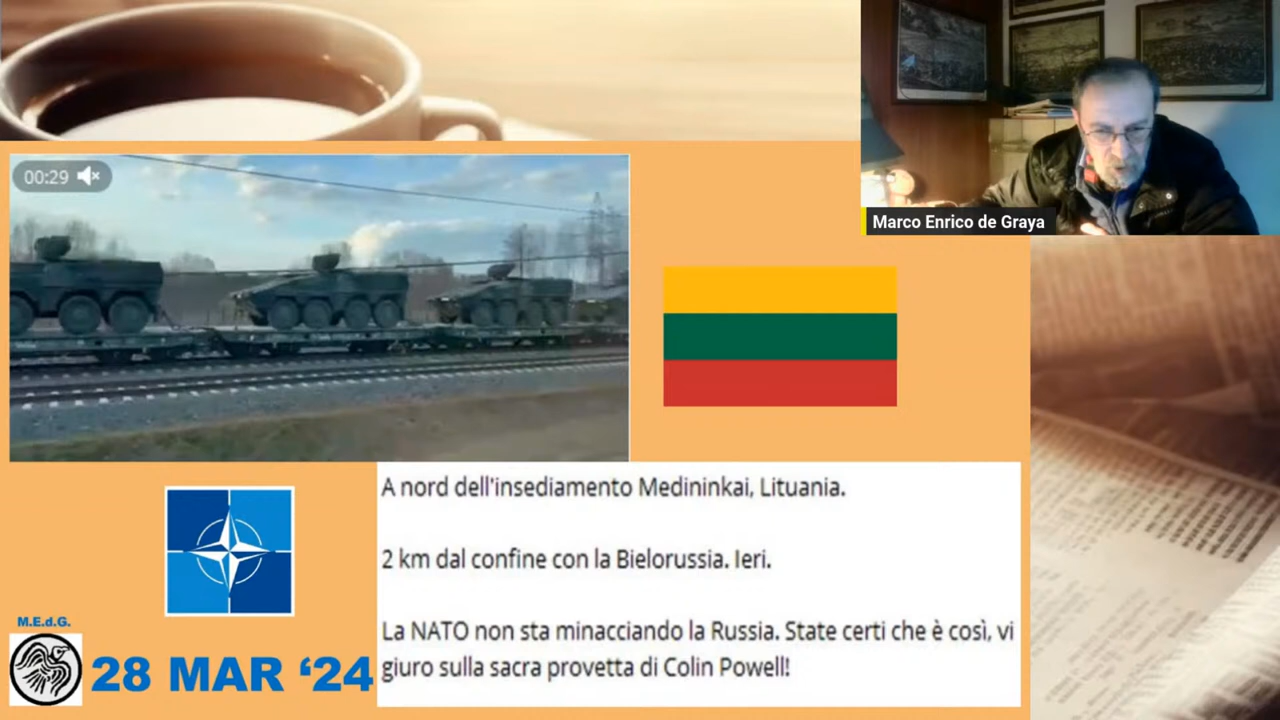 00:29
Marco Enrico de Graya
A nord dell'insediamento Medininkai, Lituania.
2 km dal confine con la Bielorussia. Ieri.
La NATO non sta minacciando la Russia. State certi che è così, vi
giuro sulla sacra provetta di Colin Powell!
M.E.d.G.
28 MAR ‘24